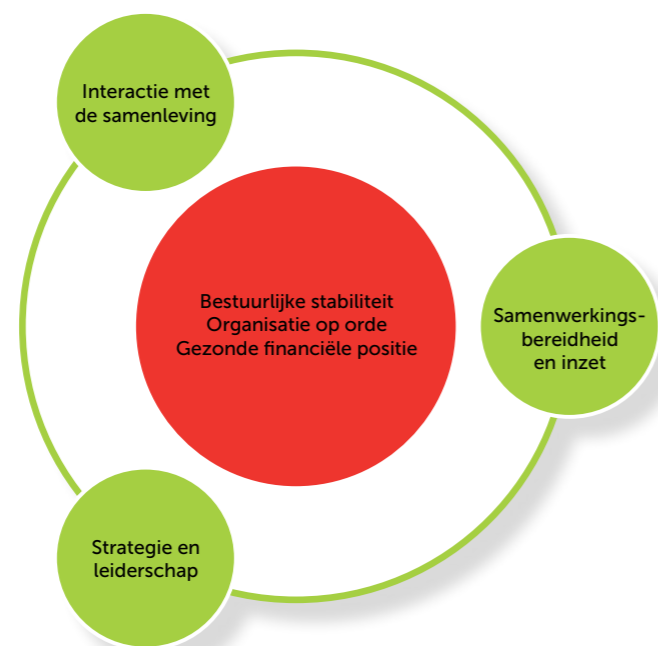 Interactie met
de samenleving
Bestuurlijke stabiliteit
Organisatie op orde
Gezonde financiële positie
Samenwerkings-
bereidheid
en inzet
Strategie en
leiderschap